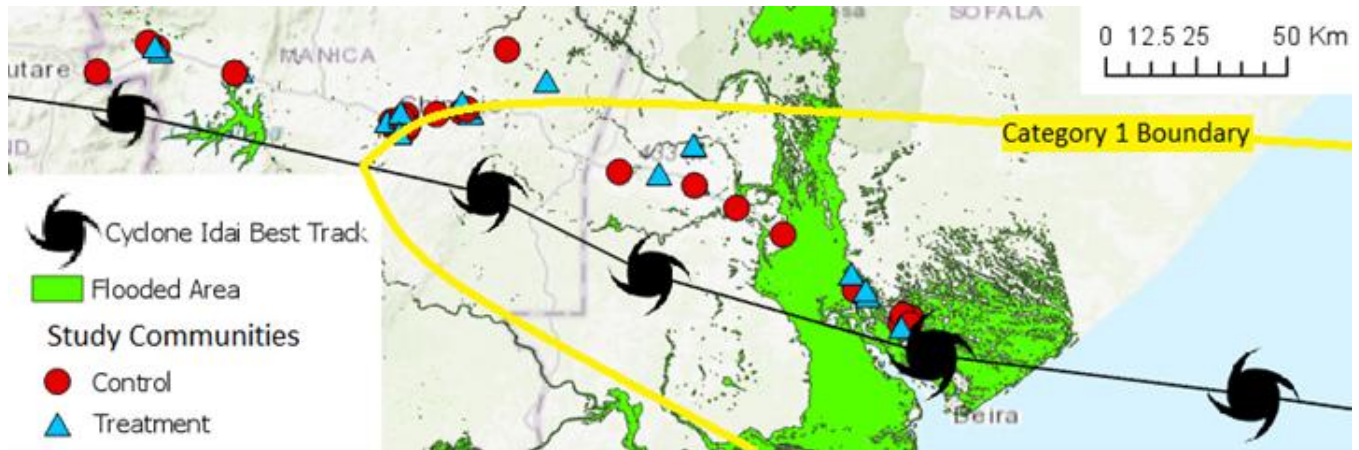 SOFALA
0 12.5 25 50 Km
MANICA
utare
Category 1 Boundary
Cyclone Idai Best Track
Flooded Area
Study Communities
Control
Treatment
Beira